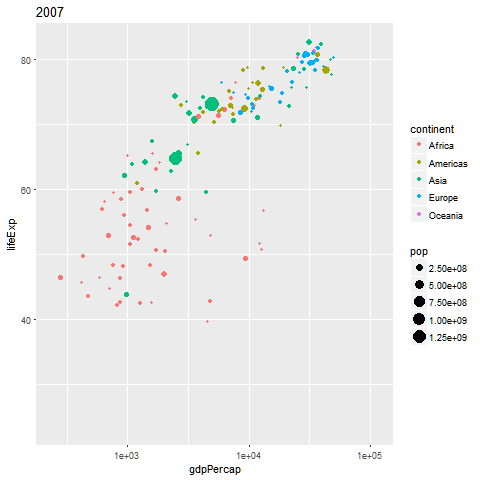 2007
80
60
40
lifeExp
1e+03
1e+04
1e+05
gdpPercap
continent
Africa
Americas
Asia
Europe
Oceania
pop
2.50e+08
5.00e+08
7.50e+08
1.00e+09
1.25e+09